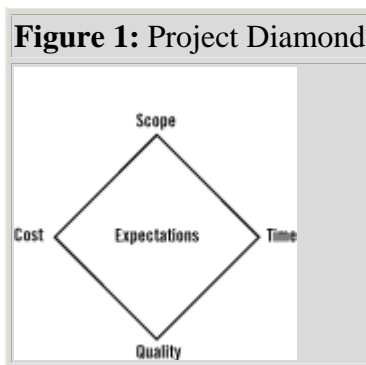 Figure 1: Project Diamond
Scope
Cost Expectations Time
Quality